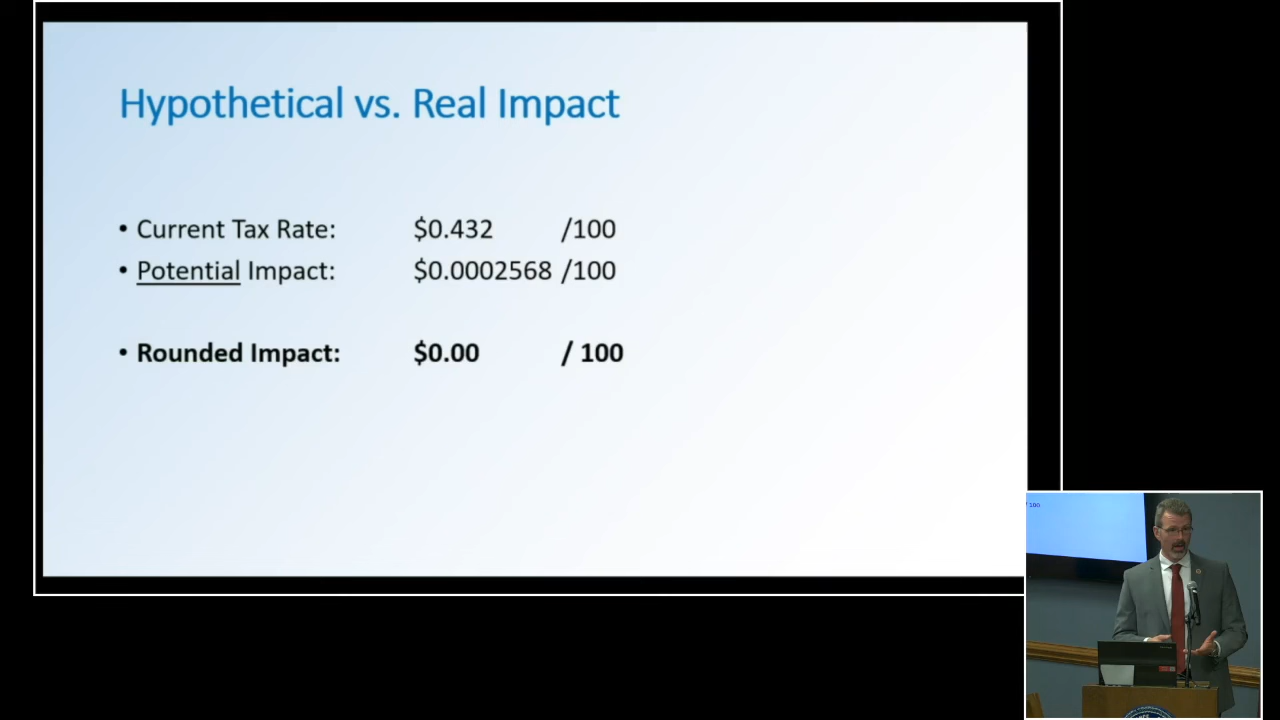 Hypothetical vs. Real Impact
• Current Tax Rate: $0.432 /100
• Potential Impact: $0.0002568 /100
• Rounded Impact: $0.00 / 100
/ 100